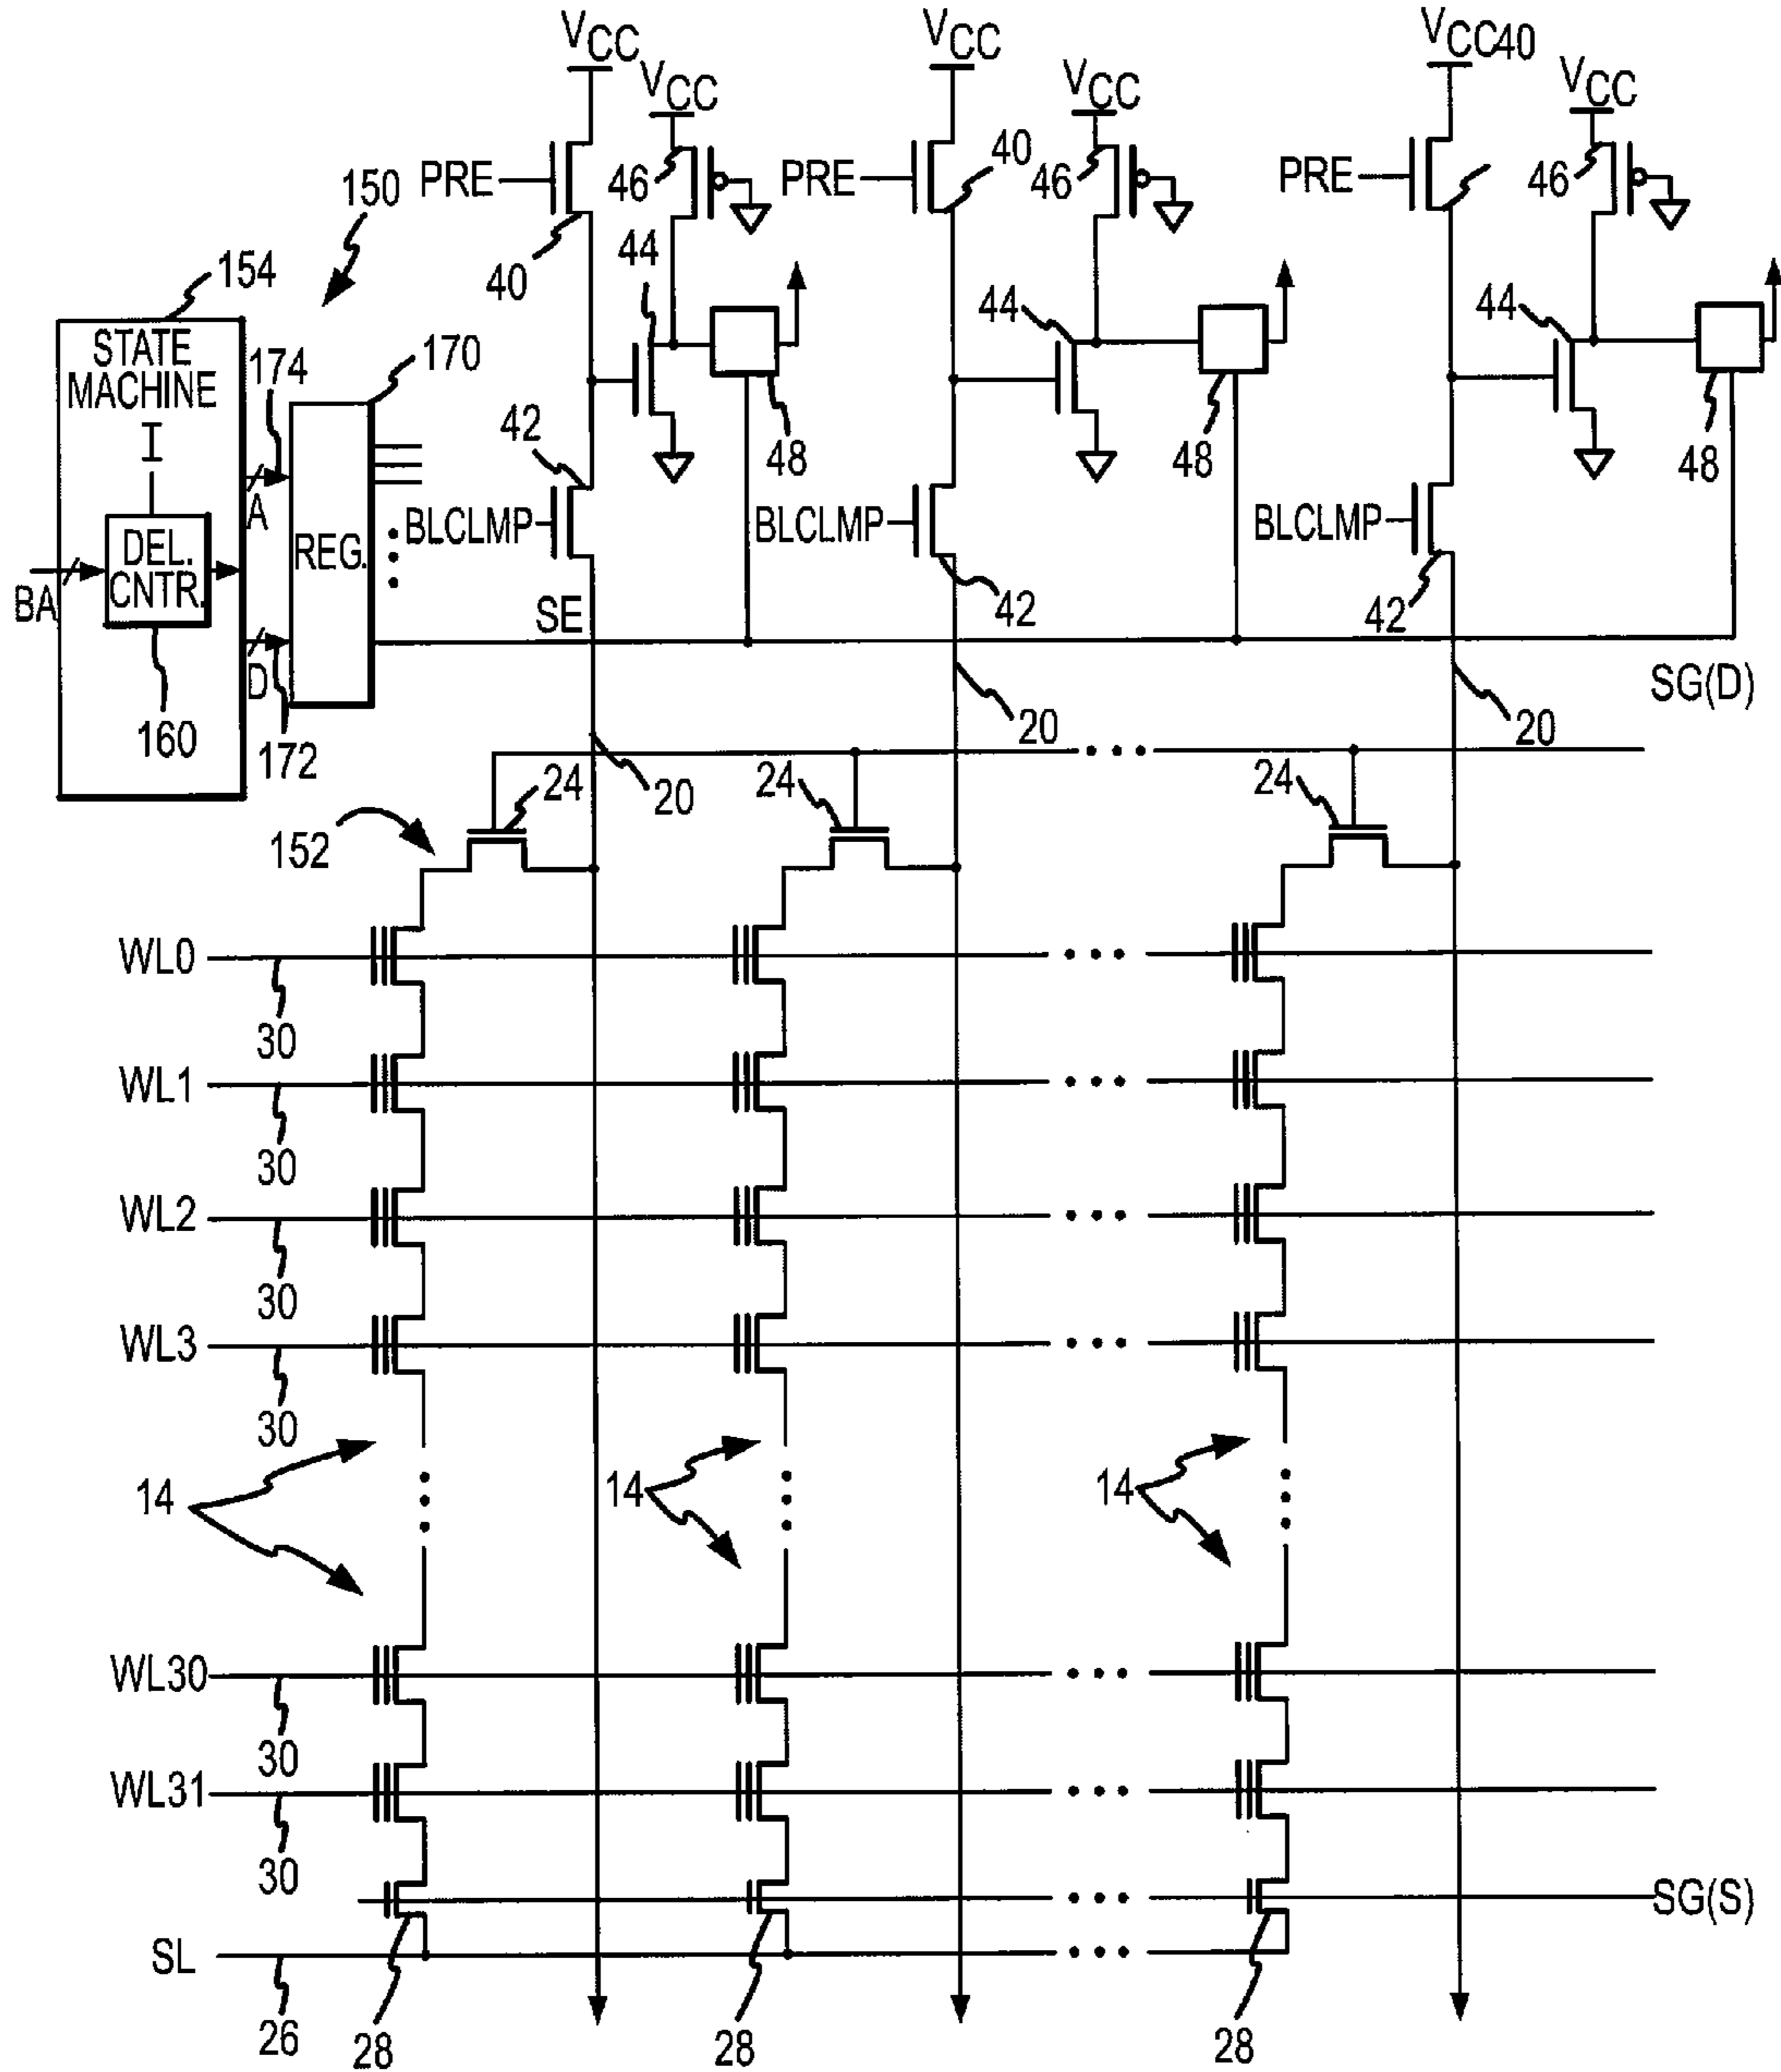 VCC VCC VCC40
VCC VCC VCC
PRE 46 PRE 40 46 PRE 46
150
154 44
40
STATE
MACHINE
I
174 170 44 44
42 48 48 48
A
BLCLMP BLCLMP BLCLMP
DEL.
CNTR.
REG.
BA
SE 42 42
D
SG(D)
160 172 20 20
24 20 24 24
152
WL0
30
WL1
30
WL2
30
WL3
30
14 14 14
WL30
30
WL31
30
SG(S)
SL
26 28 28 28